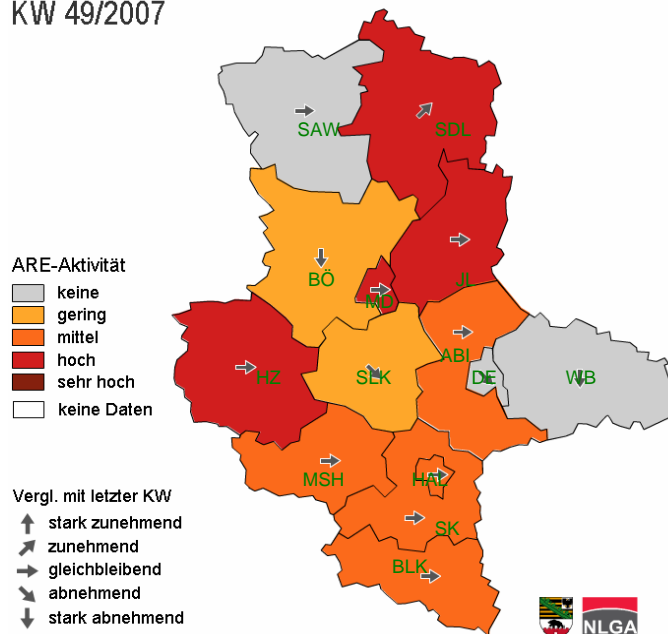 KW 49/2007
SAW
SDL
BÖ
MD
JL
ARE-Aktivität
keine
gering
mittel
hoch
sehr hoch
keine Daten
HZ
SLK
ABI
DE
WB
MSH
HAL
SK
BLK
Vergl. mit letzter KW
stark zunehmend
zunehmend
gleichbleibend
abnehmend
stark abnehmend
NLGA